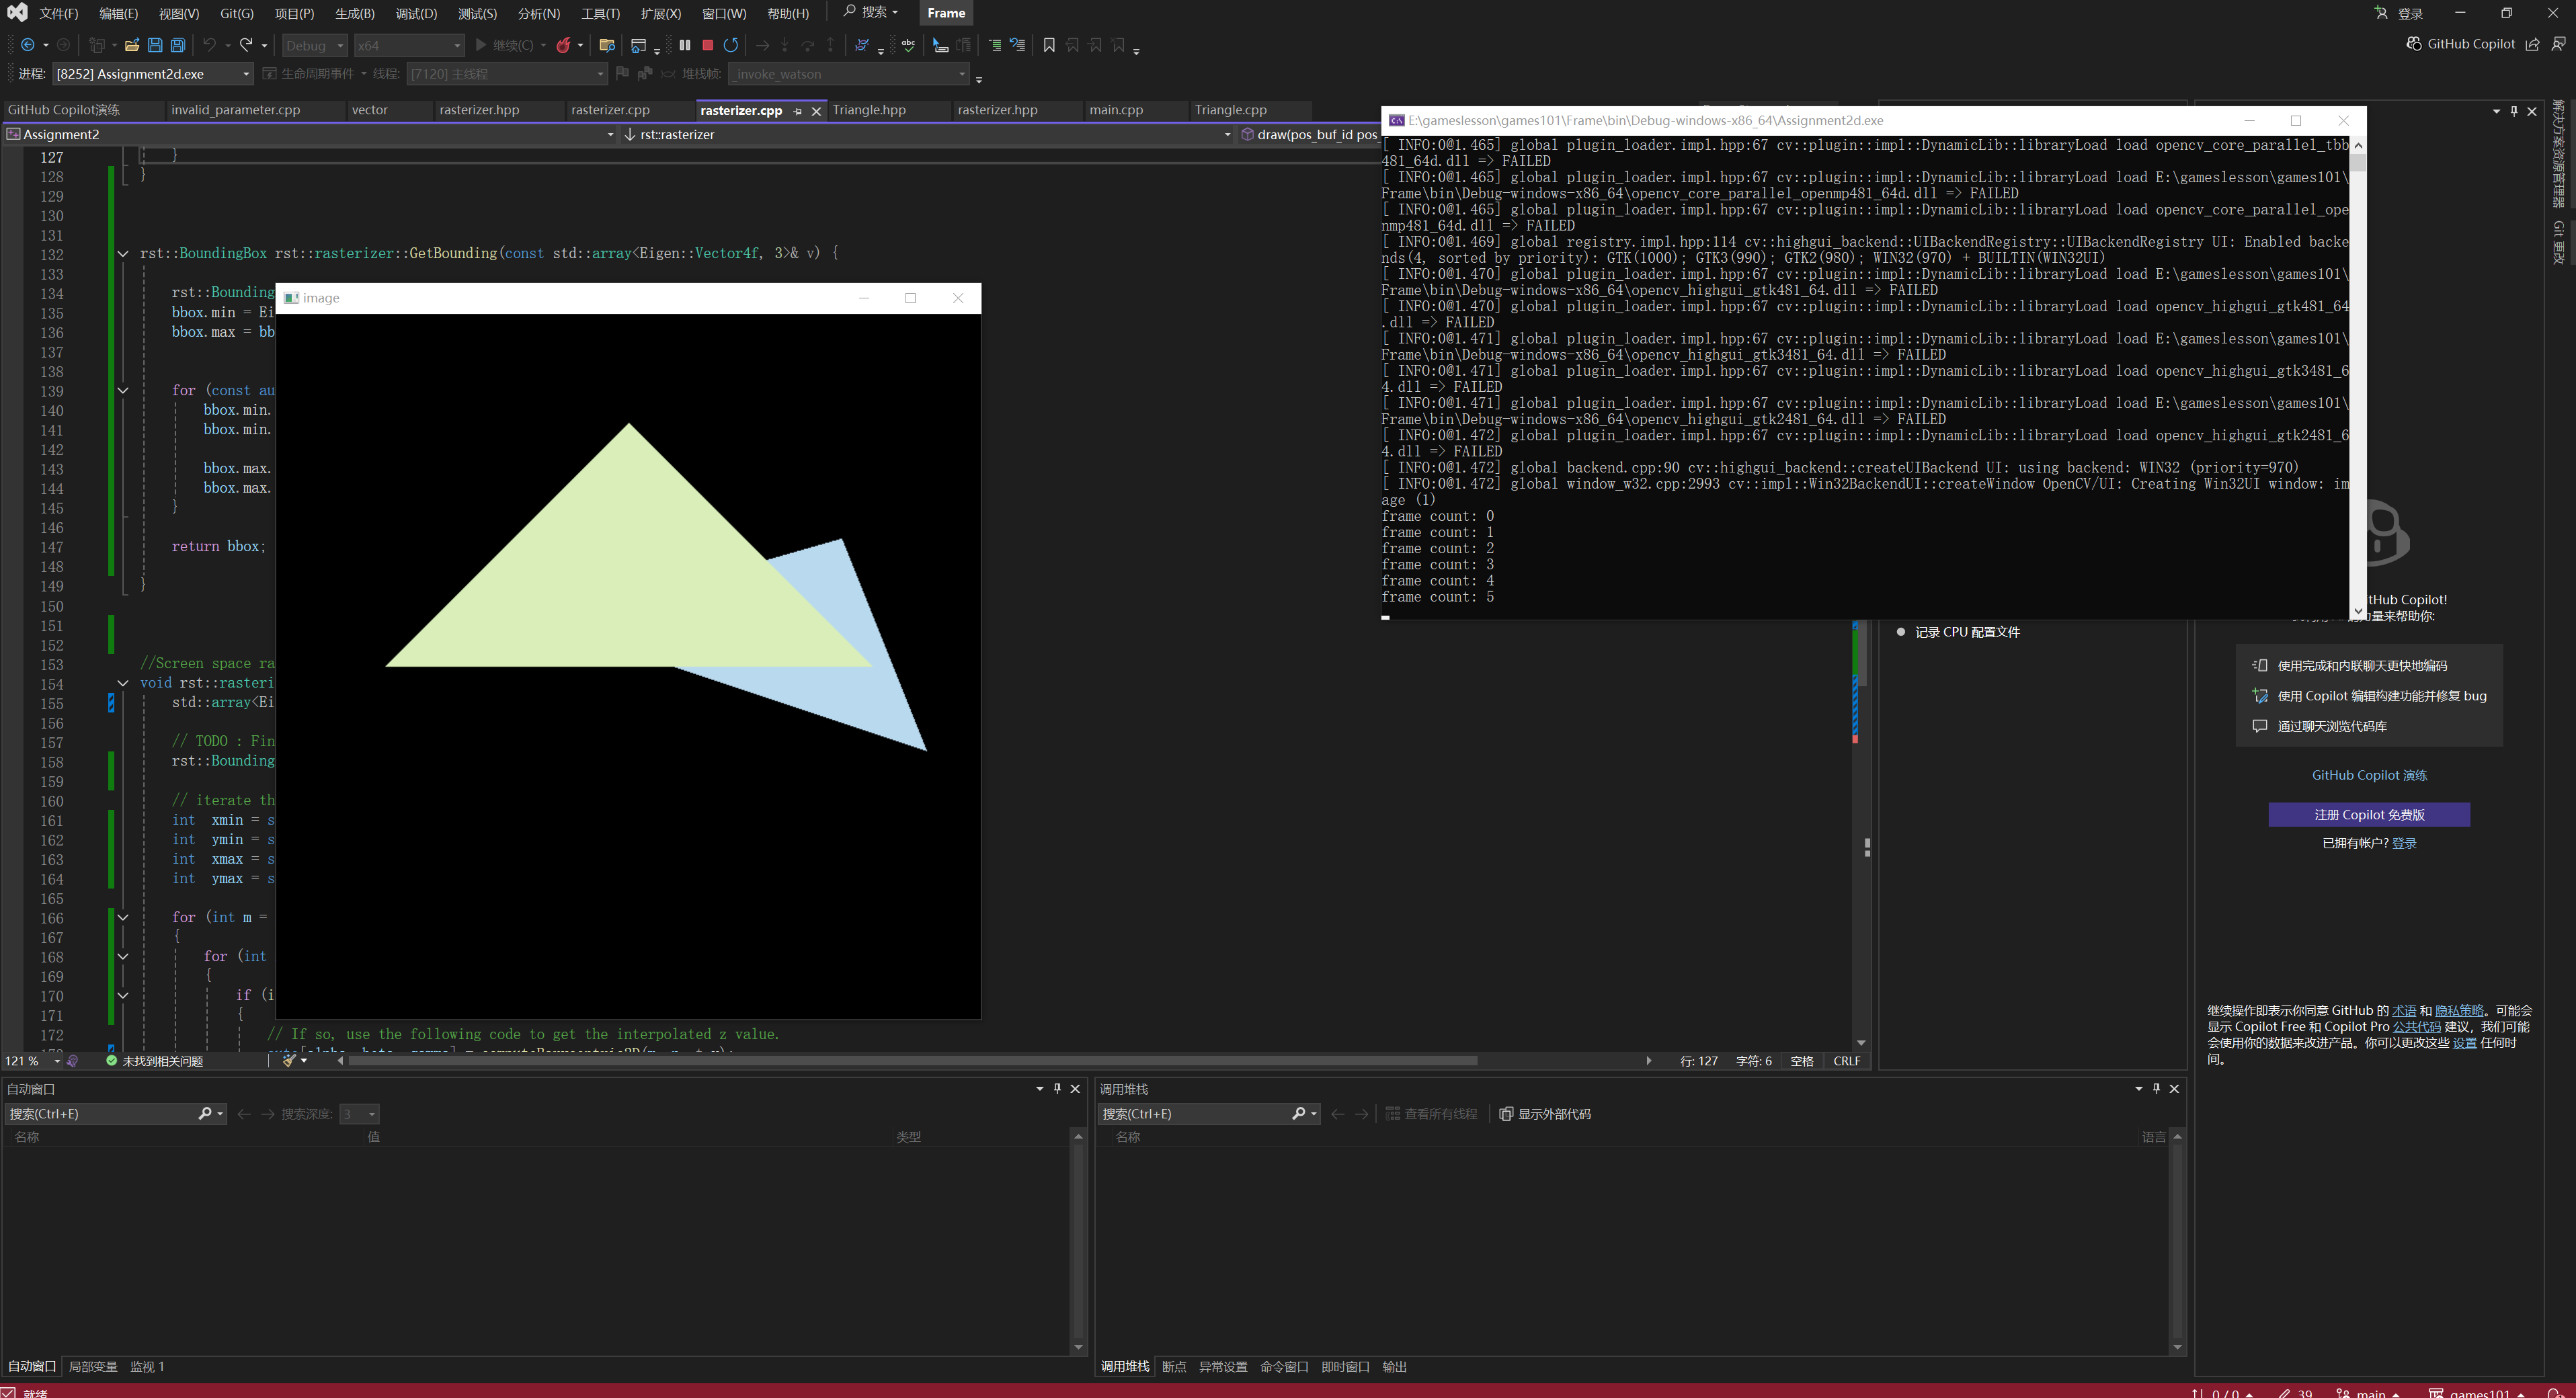 文件(F) 编辑(E) 视图(V) Git(G) 项目(P) 生成(B) 调试(D) 测试(S) 分析(N) 工具(T) 扩展(X) 窗口(W) 帮助(H) 搜索 Frame 登录
Debug x64 继续(C) GitHub Copilot
进程: [8252] Assignment2d.exe 生命周期事件 线程: [7120] 主线程 堆栈帧: _invoke_watson
GitHub Copilot演练 invalid_parameter.cpp vector rasterizer.hpp rasterizer.cpp rasterizer.cpp Triangle.hpp rasterizer.hpp main.cpp Triangle.cpp
Assignment2 rst::rasterizer draw(pos_buf_id pos_
127 }
128 }
129
130
131
132 rst::BoundingBox rst::rasterizer::GetBounding(const std::array<Eigen::Vector4f, 3>& v) {
133
134 rst::Bounding
135 bbox.min = Ei
136 bbox.max = bb
137
138
139 for (const au
140 bbox.min.
141 bbox.min.
142
143 bbox.max.
144 bbox.max.
145 }
146
147 return bbox;
148
149 }
150
151
152
153 //Screen space ra
154 void rst::rasteri
155 std::array<Ei
156
157 // TODO : Fin
158 rst::Bounding
159
160 // iterate th
161 int xmin = s
162 int ymin = s
163 int xmax = s
164 int ymax = s
165
166 for (int m =
167 {
168 for (int
169 {
170 if (i
171 {
172 // If so, use the following code to get the interpolated z value.
image
E:\gameslesson\games101\Frame\bin\Debug-windows-x86_64\Assignment2d.exe
[ INFO:0@1.465] global plugin_loader.impl.hpp:67 cv::plugin::impl::DynamicLib::libraryLoad load opencv_core_parallel_tbb
481_64d.dll => FAILED
[ INFO:0@1.465] global plugin_loader.impl.hpp:67 cv::plugin::impl::DynamicLib::libraryLoad load E:\gameslesson\games101\
Frame\bin\Debug-windows-x86_64\opencv_core_parallel_openmp481_64d.dll => FAILED
[ INFO:0@1.465] global plugin_loader.impl.hpp:67 cv::plugin::impl::DynamicLib::libraryLoad load opencv_core_parallel_ope
nmp481_64d.dll => FAILED
[ INFO:0@1.469] global registry.impl.hpp:114 cv::highgui_backend::UIBackendRegistry::UIBackendRegistry UI: Enabled backe
nds(4, sorted by priority): GTK(1000); GTK3(990); GTK2(980); WIN32(970) + BUILTIN(WIN32UI)
[ INFO:0@1.470] global plugin_loader.impl.hpp:67 cv::plugin::impl::DynamicLib::libraryLoad load E:\gameslesson\games101\
Frame\bin\Debug-windows-x86_64\opencv_highgui_gtk481_64.dll => FAILED
[ INFO:0@1.470] global plugin_loader.impl.hpp:67 cv::plugin::impl::DynamicLib::libraryLoad load opencv_highgui_gtk481_64
.dll => FAILED
[ INFO:0@1.471] global plugin_loader.impl.hpp:67 cv::plugin::impl::DynamicLib::libraryLoad load E:\gameslesson\games101\
Frame\bin\Debug-windows-x86_64\opencv_highgui_gtk3481_64.dll => FAILED
[ INFO:0@1.471] global plugin_loader.impl.hpp:67 cv::plugin::impl::DynamicLib::libraryLoad load opencv_highgui_gtk3481_6
4.dll => FAILED
[ INFO:0@1.471] global plugin_loader.impl.hpp:67 cv::plugin::impl::DynamicLib::libraryLoad load E:\gameslesson\games101\
Frame\bin\Debug-windows-x86_64\opencv_highgui_gtk2481_64.dll => FAILED
[ INFO:0@1.472] global plugin_loader.impl.hpp:67 cv::plugin::impl::DynamicLib::libraryLoad load opencv_highgui_gtk2481_6
4.dll => FAILED
[ INFO:0@1.472] global backend.cpp:90 cv::highgui_backend::createUIBackend UI: using backend: WIN32 (priority=970)
[ INFO:0@1.472] global window_w32.cpp:2993 cv::impl::Win32BackendUI::createWindow OpenCV/UI: Creating Win32UI window: im
age (1)
frame count: 0
frame count: 1
frame count: 2
frame count: 3
frame count: 4
frame count: 5
记录 CPU 配置文件
tHub Copilot!
力量来帮助你:
使用完成和内联聊天更快地编码
使用 Copilot 编辑构建功能并修复 bug
通过聊天浏览代码库
GitHub Copilot 演练
注册 Copilot 免费版
已拥有帐户? 登录
继续操作即表示你同意 GitHub 的 术语 和 隐私策略。可能会
显示 Copilot Free 和 Copilot Pro 公共代码 建议，我们可能
会使用你的数据来改进产品。你可以更改这些 设置 任何时
间。
解决方案资源管理器
Git 更改
121 % 未找到相关问题 行: 127 字符: 6 空格 CRLF
自动窗口
搜索(Ctrl+E) 搜索深度: 3
名称 值 类型
自动窗口 局部变量 监视 1
调用堆栈
搜索(Ctrl+E) 查看所有线程 显示外部代码
名称 语言
调用堆栈 断点 异常设置 命令窗口 即时窗口 输出
就绪 0 / 0 39 main games101